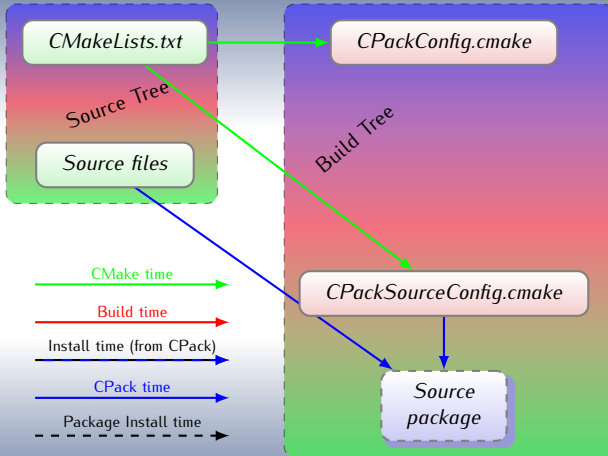 CMakeLists.txt
CPackConfig.cmake
Source Tree
Build Tree
Source files
CMake time
CPackSourceConfig.cmake
Build time
Install time (from CPack)
CPack time
Source
package
Package Install time